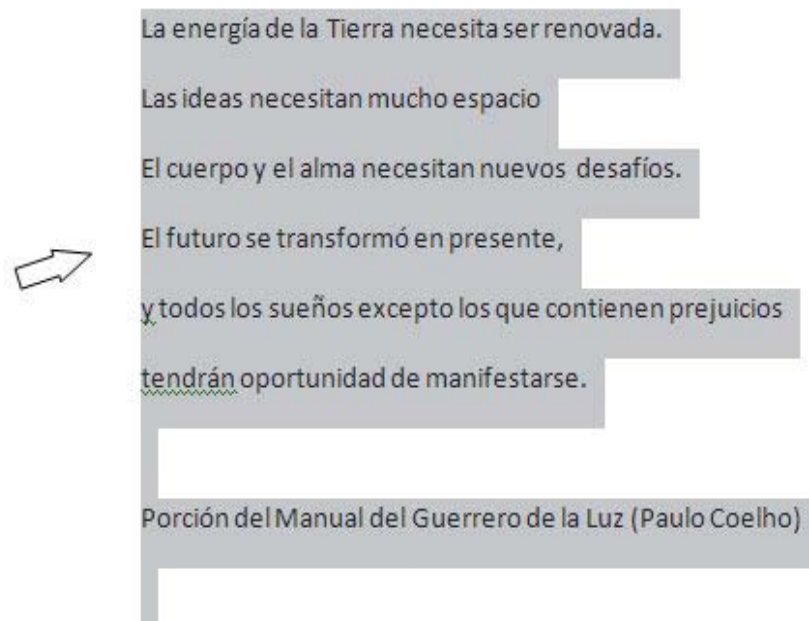 La energía de la Tierra necesita ser renovada.
Las ideas necesitan mucho espacio
El cuerpo y el alma necesitan nuevos desafíos.
El futuro se transformó en presente,
y todos los sueños excepto los que contienen prejuicios
tendrán oportunidad de manifestarse.
Porción del Manual del Guerrero de la Luz (Paulo Coelho)